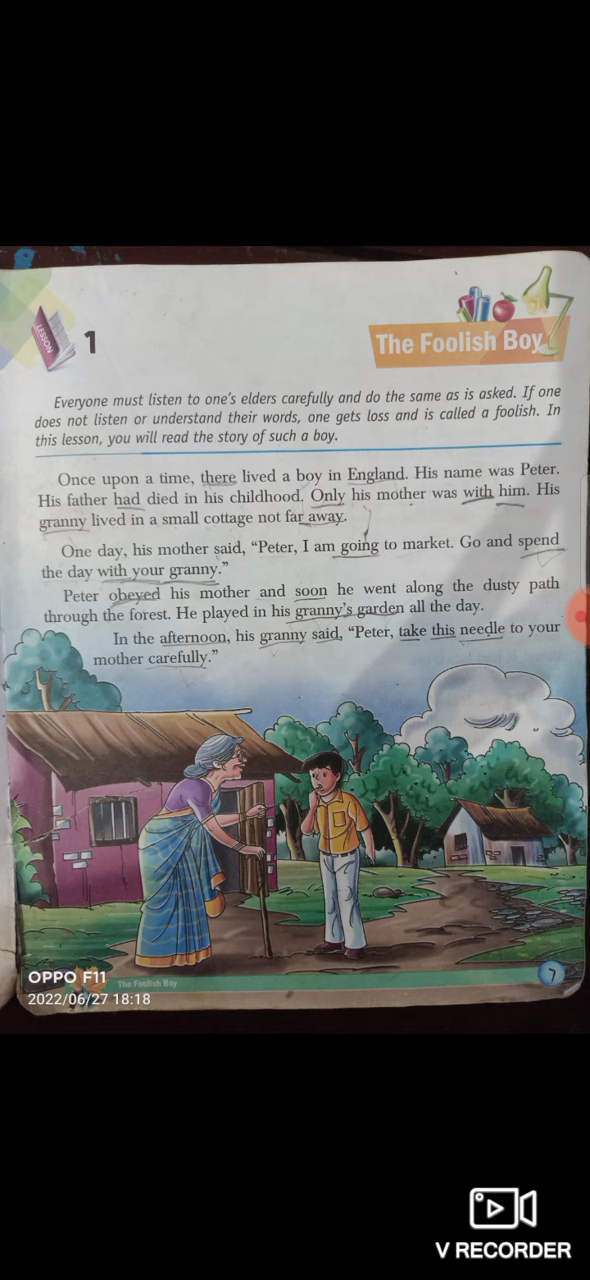 LESSON
1
The Foolish Boy
Everyone must listen to one's elders carefully and do the same as is asked. If one
does not listen or understand their words, one gets loss and is called a foolish. In
this lesson, you will read the story of such a boy.
Once upon a time, there lived a boy in England. His name was Peter.
His father had died in his childhood. Only his mother was with him. His
granny lived in a small cottage not far away.
One day, his mother said, “Peter, I am going to market. Go and spend
the day with your granny.”
Peter obeyed his mother and soon he went along the dusty path
through the forest. He played in his granny's garden all the day.
In the afternoon, his granny said, “Peter, take this needle to your
mother carefully.”
OPPO F11
The Foolish Boy
7
2022/06/27 18:18
V RECORDER